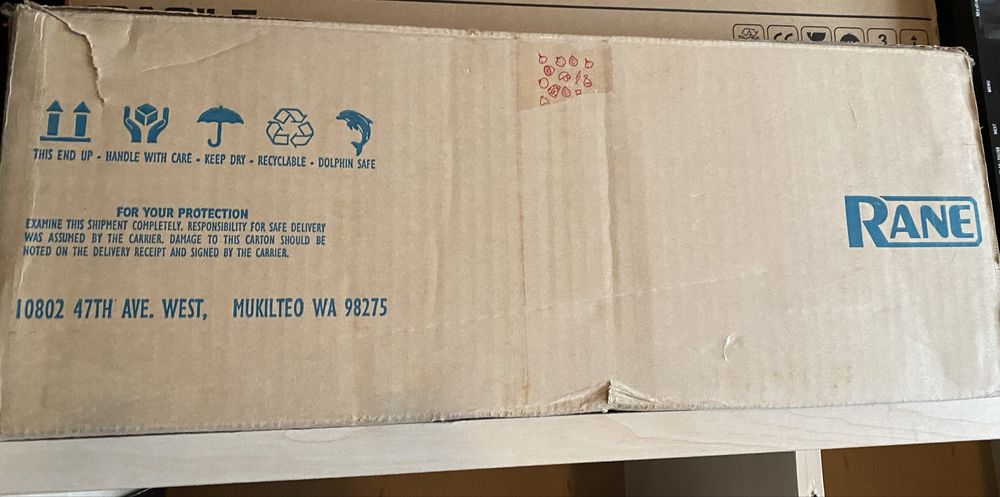 THIS END UP - HANDLE WITH CARE - KEEP DRY - RECYCLABLE - DOLPHIN SAFE
FOR YOUR PROTECTION
EXAMINE THIS SHIPMENT COMPLETELY. RESPONSIBILITY FOR SAFE DELIVERY
WAS ASSUMED BY THE CARRIER. DAMAGE TO THIS CARTON SHOULD BE
NOTED ON THE DELIVERY RECEIPT AND SIGNED BY THE CARRIER.
10802 47TH AVE. WEST, MUKILTEO WA 98275
RANE
3
MENU